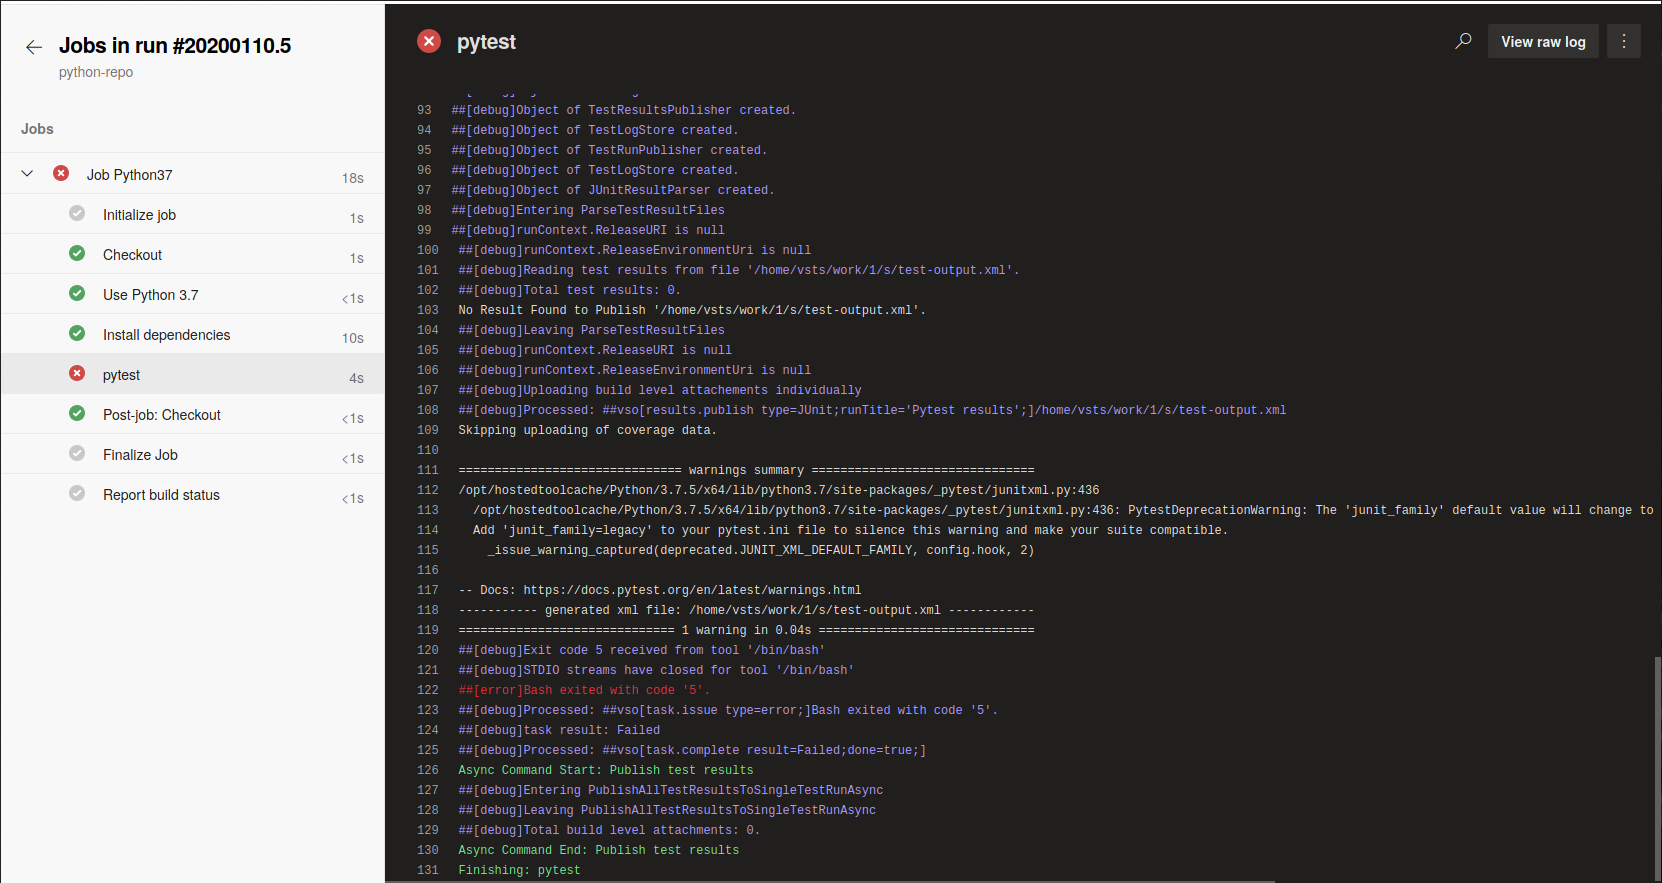 Jobs in run #20200110.5
python-repo
Jobs
Job Python37 18s
Initialize job 1s
Checkout 1s
Use Python 3.7 <1s
Install dependencies 10s
pytest 4s
Post-job: Checkout <1s
Finalize Job <1s
Report build status <1s
pytest
View raw log
93 ##[debug]Object of TestResultsPublisher created.
94 ##[debug]Object of TestLogStore created.
95 ##[debug]Object of TestRunPublisher created.
96 ##[debug]Object of TestLogStore created.
97 ##[debug]Object of JUnitResultParser created.
98 ##[debug]Entering ParseTestResultFiles
99 ##[debug]runContext.ReleaseURI is null
100 ##[debug]runContext.ReleaseEnvironmentUri is null
101 ##[debug]Reading test results from file '/home/vsts/work/1/s/test-output.xml'.
102 ##[debug]Total test results: 0.
103 No Result Found to Publish '/home/vsts/work/1/s/test-output.xml'.
104 ##[debug]Leaving ParseTestResultFiles
105 ##[debug]runContext.ReleaseURI is null
106 ##[debug]runContext.ReleaseEnvironmentUri is null
107 ##[debug]Uploading build level attachements individually
108 ##[debug]Processed: ##vso[results.publish type=JUnit;runTitle='Pytest results';]/home/vsts/work/1/s/test-output.xml
109 Skipping uploading of coverage data.
110
111 =============================== warnings summary ===============================
112 /opt/hostedtoolcache/Python/3.7.5/x64/lib/python3.7/site-packages/_pytest/junitxml.py:436
113 /opt/hostedtoolcache/Python/3.7.5/x64/lib/python3.7/site-packages/_pytest/junitxml.py:436: PytestDeprecationWarning: The 'junit_family' default value will change to
114 Add 'junit_family=legacy' to your pytest.ini file to silence this warning and make your suite compatible.
115 _issue_warning_captured(deprecated.JUNIT_XML_DEFAULT_FAMILY, config.hook, 2)
116
117 -- Docs: https://docs.pytest.org/en/latest/warnings.html
118 ----------- generated xml file: /home/vsts/work/1/s/test-output.xml ------------
119 ============================== 1 warning in 0.04s ==============================
120 ##[debug]Exit code 5 received from tool '/bin/bash'
121 ##[debug]STDIO streams have closed for tool '/bin/bash'
122 ##[error]Bash exited with code '5'.
123 ##[debug]Processed: ##vso[task.issue type=error;]Bash exited with code '5'.
124 ##[debug]task result: Failed
125 ##[debug]Processed: ##vso[task.complete result=Failed;done=true;]
126 Async Command Start: Publish test results
127 ##[debug]Entering PublishAllTestResultsToSingleTestRunAsync
128 ##[debug]Leaving PublishAllTestResultsToSingleTestRunAsync
129 ##[debug]Total build level attachments: 0.
130 Async Command End: Publish test results
131 Finishing: pytest